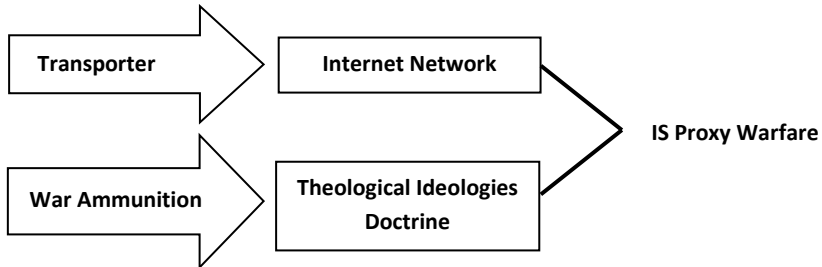 Transporter
Internet Network
IS Proxy Warfare
War Ammunition
Theological Ideologies
Doctrine